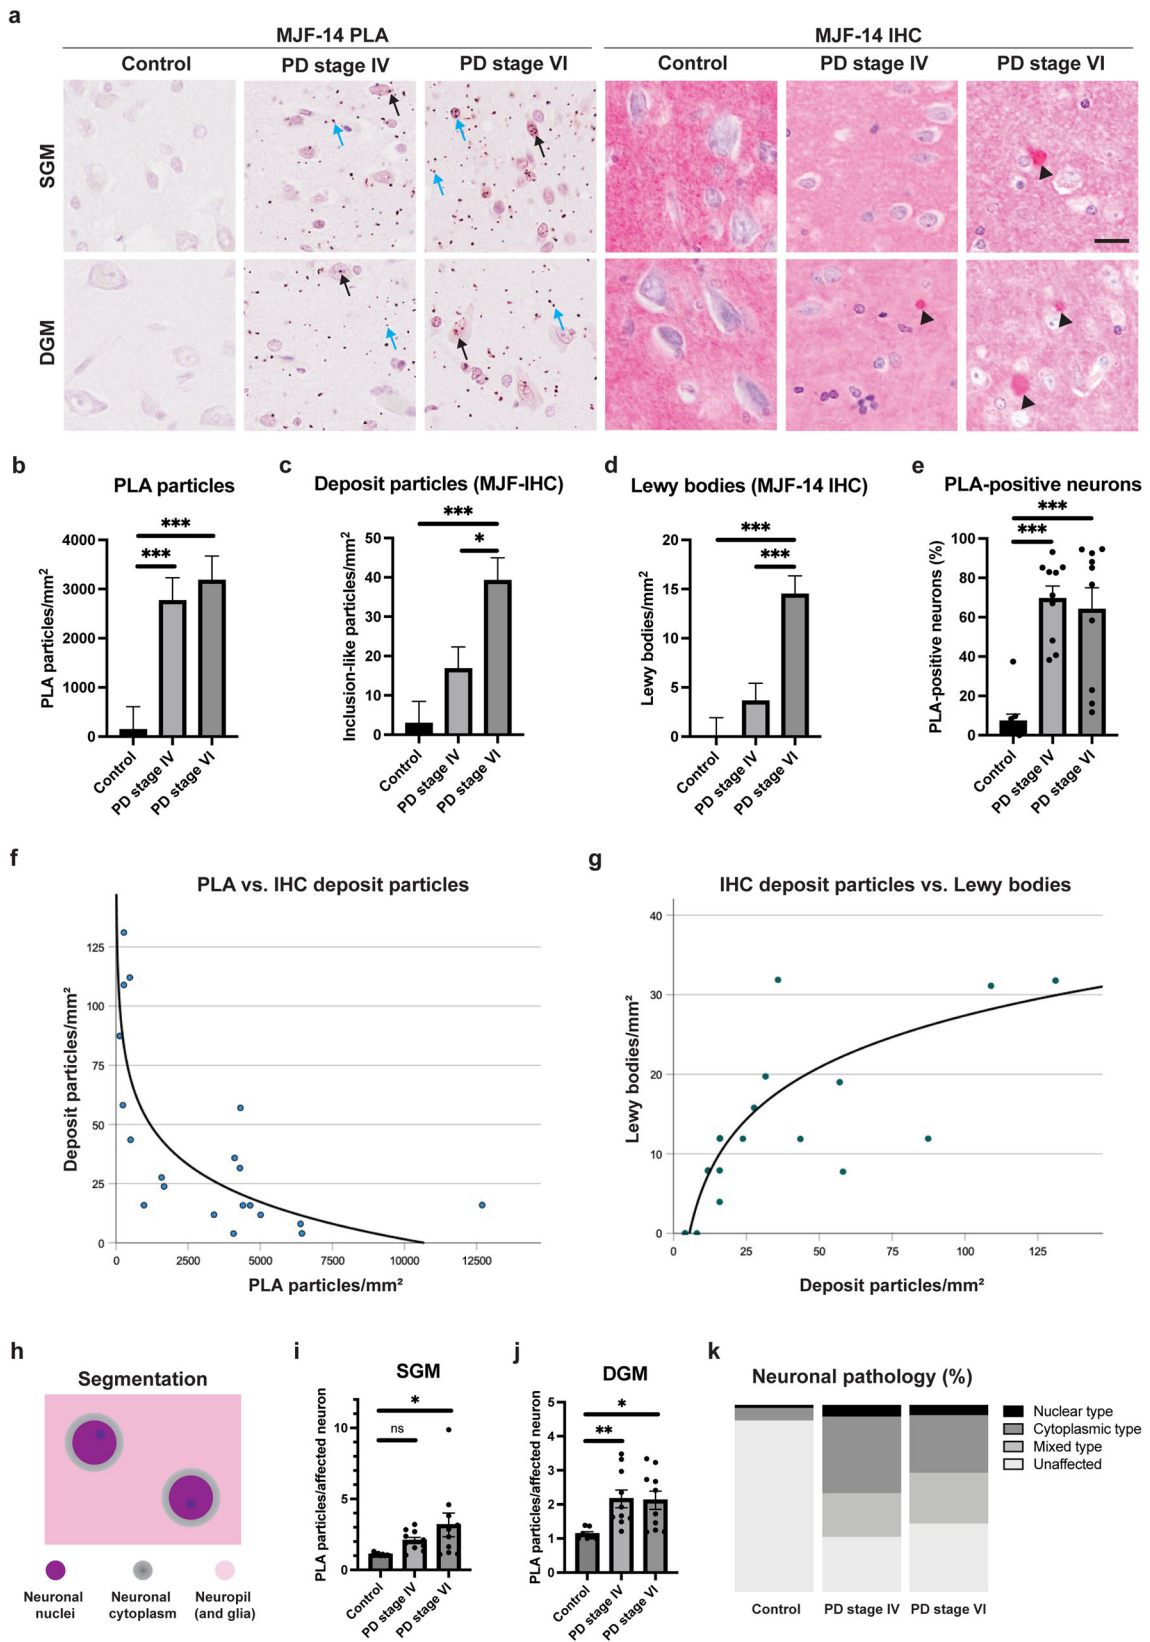 a
MJF-14 PLA
MJF-14 IHC
Control
PD stage IV
PD stage VI
Control
PD stage IV
PD stage VI
SGM
DGM
b
PLA particles
PLA particles/mm²
4000
3000
2000
1000
0
***
***
Control
PD stage IV
PD stage VI
c
Deposit particles (MJF-IHC)
Inclusion-like particles/mm²
50
40
30
20
10
0
***
*
Control
PD stage IV
PD stage VI
d
Lewy bodies (MJF-14 IHC)
Lewy bodies/mm²
20
15
10
5
0
***
***
Control
PD stage IV
PD stage VI
e
PLA-positive neurons
PLA-positive neurons (%)
100
80
60
40
20
0
***
***
Control
PD stage IV
PD stage VI
f
PLA vs. IHC deposit particles
Deposit particles/mm²
125
100
75
50
25
0
0
2500
5000
7500
10000
12500
PLA particles/mm²
g
IHC deposit particles vs. Lewy bodies
Lewy bodies/mm²
40
30
20
10
0
0
25
50
75
100
125
Deposit particles/mm²
h
Segmentation
Neuronal
nuclei
Neuronal
cytoplasm
Neuropil
(and glia)
i
SGM
PLA particles/affected neuron
10
5
0
*
ns
Control
PD stage IV
PD stage VI
j
DGM
PLA particles/affected neuron
5
4
3
2
1
0
*
**
Control
PD stage IV
PD stage VI
k
Neuronal pathology (%)
Nuclear type
Cytoplasmic type
Mixed type
Unaffected
Control
PD stage IV
PD stage VI